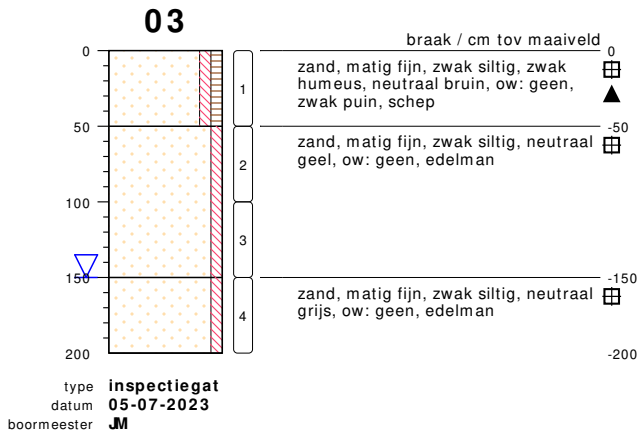 03
braak / cm tov maaiveld
0
0
zand, matig fijn, zwak siltig, zwak
humeus, neutraal bruin, ow: geen,
zwak puin, schep
1
50
-50
zand, matig fijn, zwak siltig, neutraal
geel, ow: geen, edelman
2
100
3
150
-150
zand, matig fijn, zwak siltig, neutraal
grijs, ow: geen, edelman
4
200
-200
type inspectiegat
datum 05-07-2023
boormeester JM